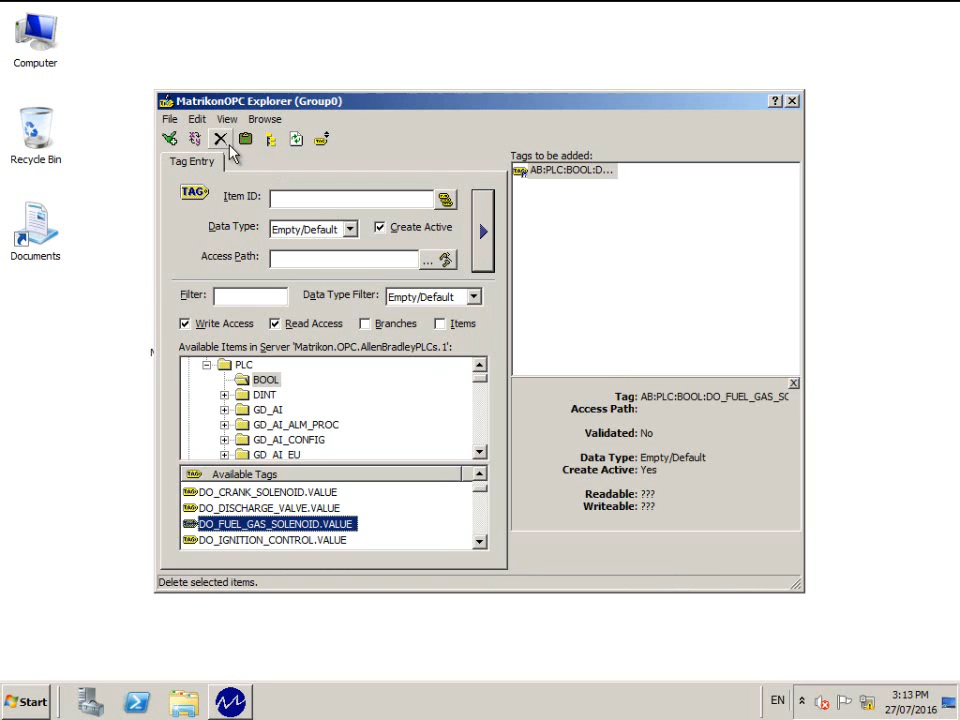 Computer
Recycle Bin
Documents
MatrikonOPC Explorer (Group0)
File Edit View Browse
Tag Entry
TAG Item ID:
Data Type: Empty/Default Create Active
Access Path: ...
Filter: Data Type Filter: Empty/Default
Write Access Read Access Branches Items
Available Items in Server 'Matrikon.OPC.AllenBradleyPLCs.1':
PLC
BOOL
DINT
GD_AI
GD_AI_ALM_PROC
GD_AI_CONFIG
GD_AI_EU
Available Tags
DO_CRANK_SOLENOID.VALUE
DO_DISCHARGE_VALVE.VALUE
DO_FUEL_GAS_SOLENOID.VALUE
DO_IGNITION_CONTROL.VALUE
Tags to be added:
AB:PLC:BOOL:D...
Tag: AB:PLC:BOOL:DO_FUEL_GAS_SO
Access Path:
Validated: No
Data Type: Empty/Default
Create Active: Yes
Readable: ???
Writeable: ???
Delete selected items.
Start
EN
3:13 PM
27/07/2016